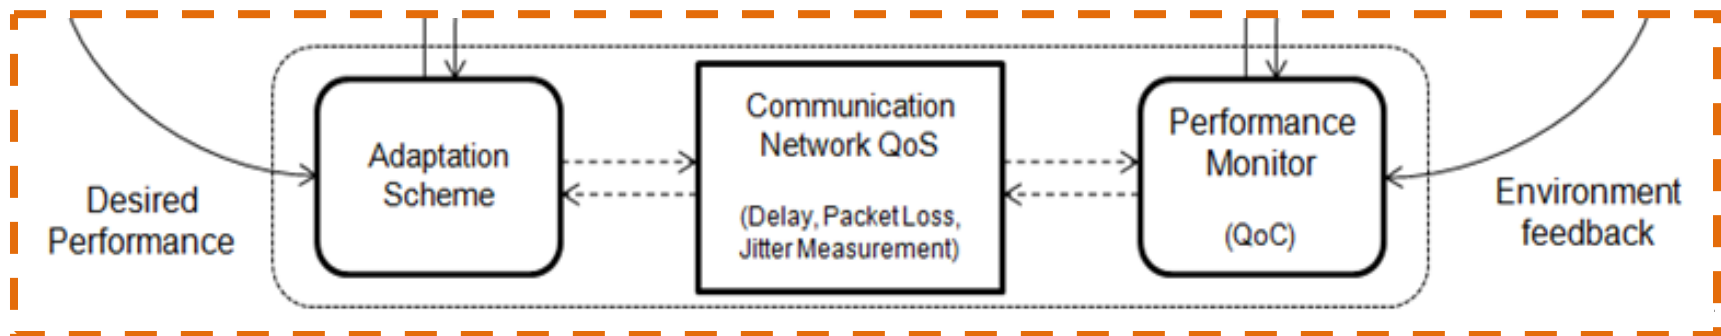 Desired
Performance
Adaptation
Scheme
Communication
Network QoS
(Delay, Packet Loss,
Jitter Measurement)
Performance
Monitor
(QoC)
Environment
feedback